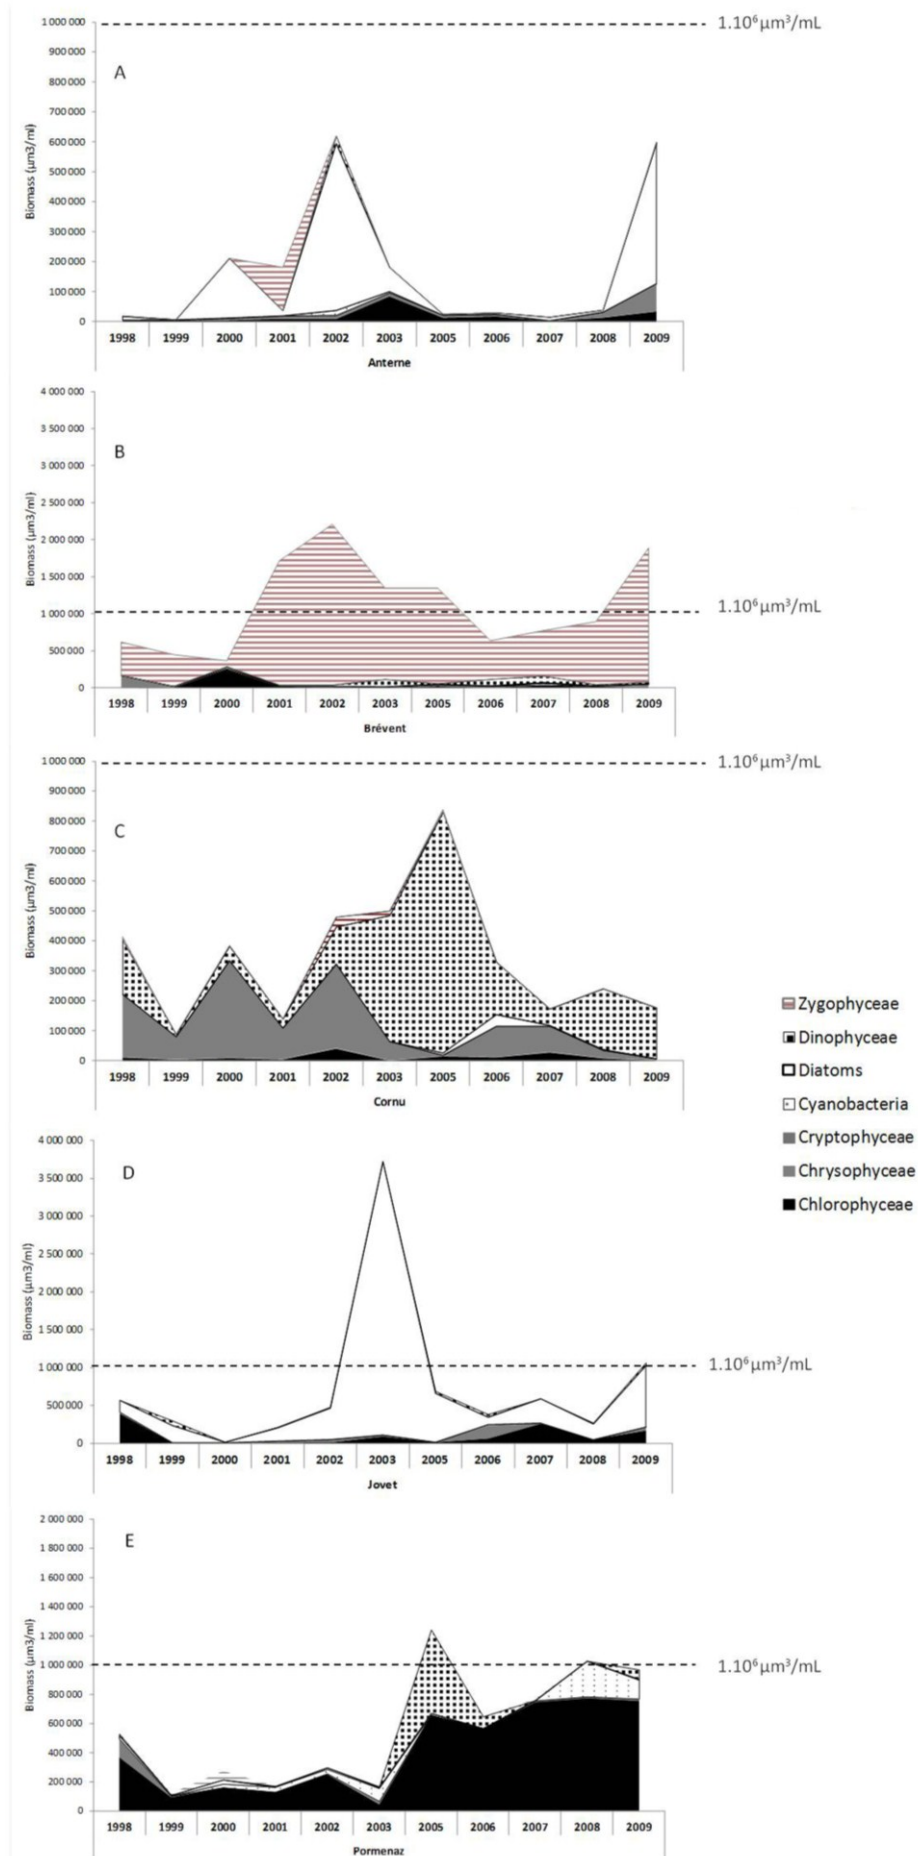 1 000 000
1.10⁶µm³/mL
900 000
A
800 000
700 000
600 000
500 000
400 000
300 000
200 000
100 000
0
Biomass (µm3/ml)
1998 1999 2000 2001 2002 2003 2005 2006 2007 2008 2009
Anterne
4 000 000
3 500 000
B
3 000 000
2 500 000
2 000 000
1 500 000
1 000 000
1.10⁶µm³/mL
500 000
0
Biomass (µm3/ml)
1998 1999 2000 2001 2002 2003 2005 2006 2007 2008 2009
Brévent
1 000 000
1.10⁶µm³/mL
900 000
C
800 000
700 000
600 000
500 000
400 000
300 000
200 000
100 000
0
Biomass (µm3/ml)
1998 1999 2000 2001 2002 2003 2005 2006 2007 2008 2009
Cornu
Zygophyceae
Dinophyceae
Diatoms
Cyanobacteria
Cryptophyceae
Chrysophyceae
Chlorophyceae
4 000 000
D
3 500 000
3 000 000
2 500 000
2 000 000
1 500 000
1 000 000
1.10⁶µm³/mL
500 000
0
Biomass (µm3/ml)
1998 1999 2000 2001 2002 2003 2005 2006 2007 2008 2009
Jovet
2 000 000
E
1 800 000
1 600 000
1 400 000
1 200 000
1 000 000
1.10⁶µm³/mL
800 000
600 000
400 000
200 000
0
Biomass (µm3/ml)
1998 1999 2000 2001 2002 2003 2005 2006 2007 2008 2009
Pormenaz